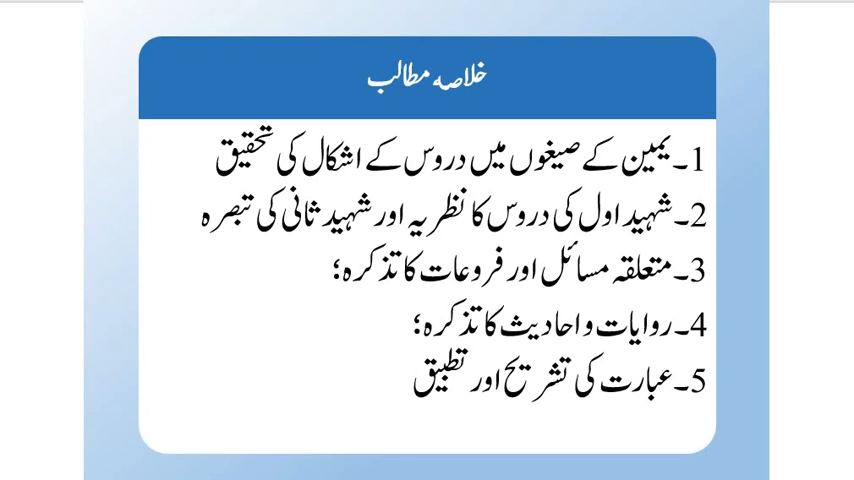 خلاصہ مطالب
1۔یمین کے صیغوں میں دروس کے اشکال کی تحقیق
2۔شہید اول کی دروس کا نظریہ اور شہید ثانی کی تبصرہ
3۔متعلقہ مسائل اور فروعات کا تذکرہ؛
4۔روایات و احادیث کا تذکرہ؛
5۔عبارت کی تشریح اور تطبیق